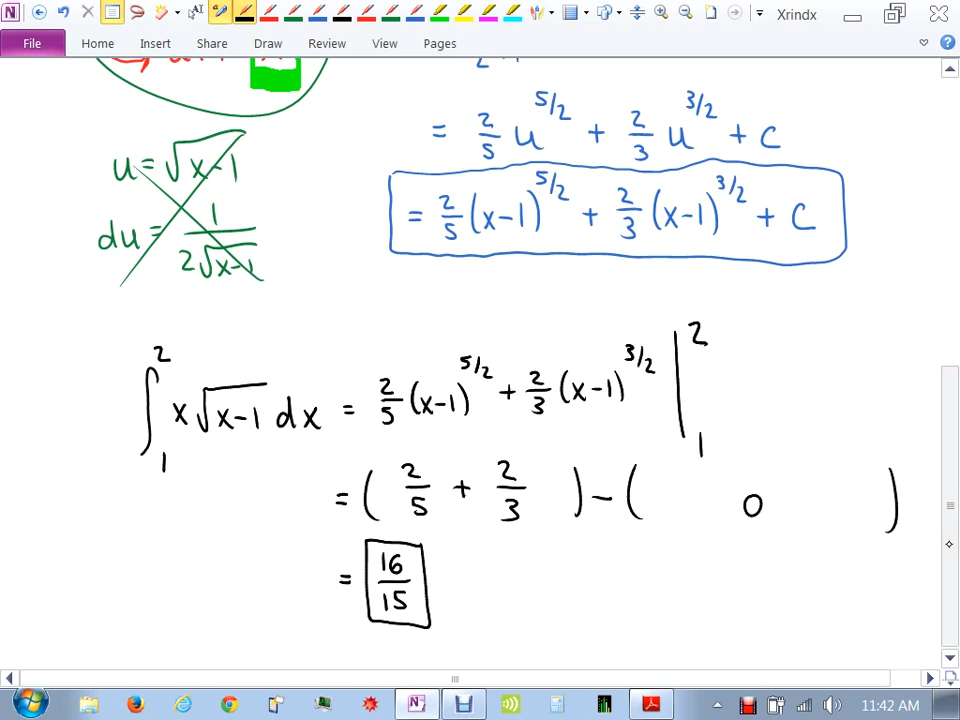 Xrindx
File Home Insert Share Draw Review View Pages
= 2/5 u^5/2 + 2/3 u^3/2 + C
u = √x-1
= 2/5 (x-1)^5/2 + 2/3 (x-1)^3/2 + C
du = 1/2√x-1
∫₁² x√x-1 dx = 2/5 (x-1)^5/2 + 2/3 (x-1)^3/2 |₁²
= ( 2/5 + 2/3 ) - ( 0 )
= 16/15
11:42 AM